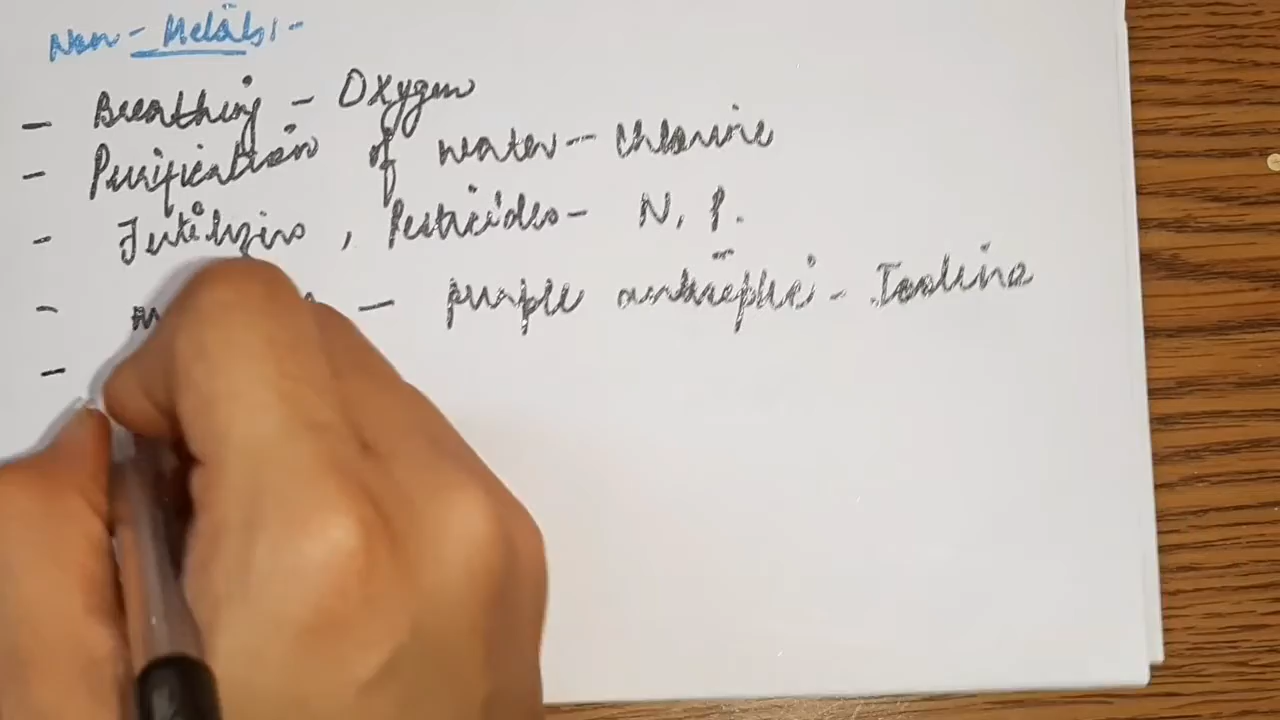 Non-Metals:-
- Breathing - Oxygen
- Purification of water - chlorine
- Fertilizers, Pesticides - N, P.
- - purple antiseptic - Iodine
-